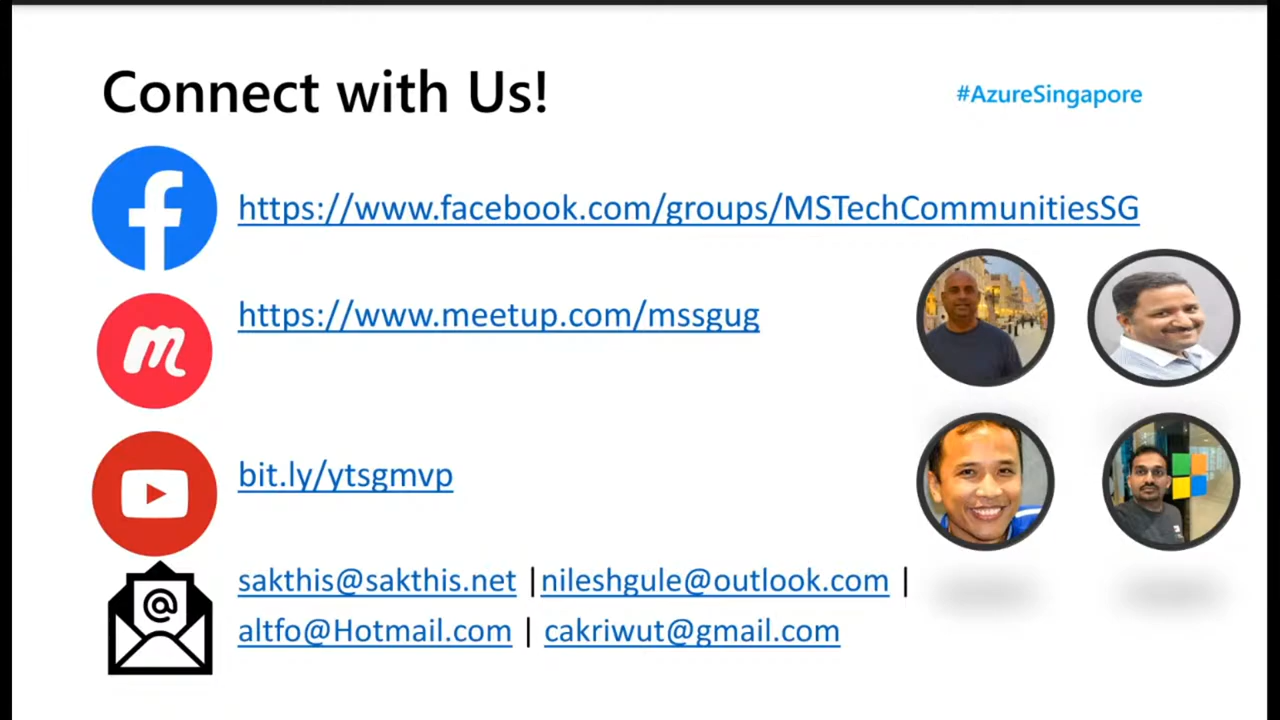 Connect with Us!
#AzureSingapore
https://www.facebook.com/groups/MSTechCommunitiesSG
https://www.meetup.com/mssgug
bit.ly/ytsgmvp
sakthis@sakthis.net |nileshgule@outlook.com |
altfo@Hotmail.com | cakriwut@gmail.com